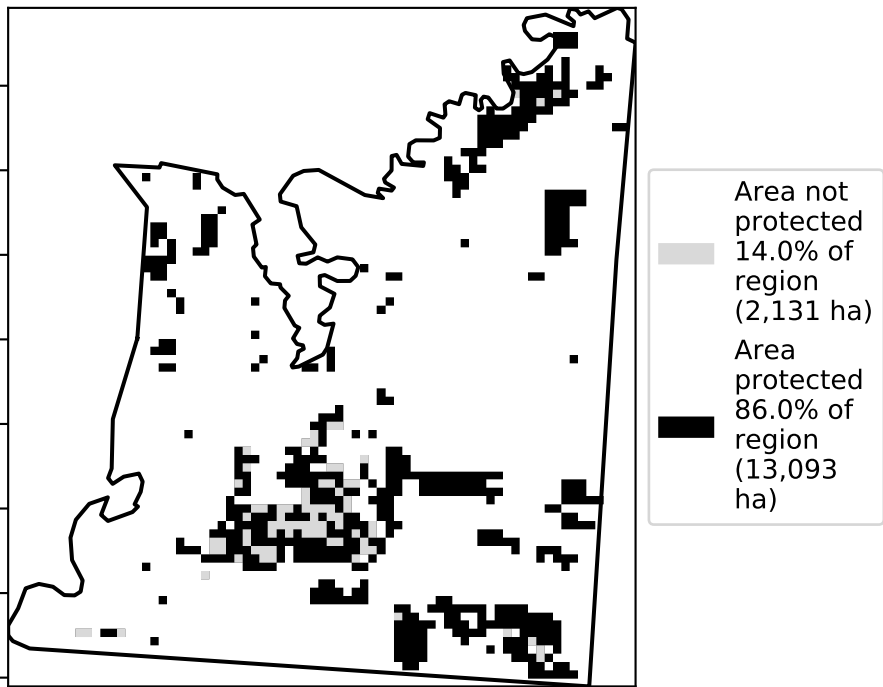 Area not
protected
14.0% of
region
(2,131 ha)
Area
protected
86.0% of
region
(13,093
ha)